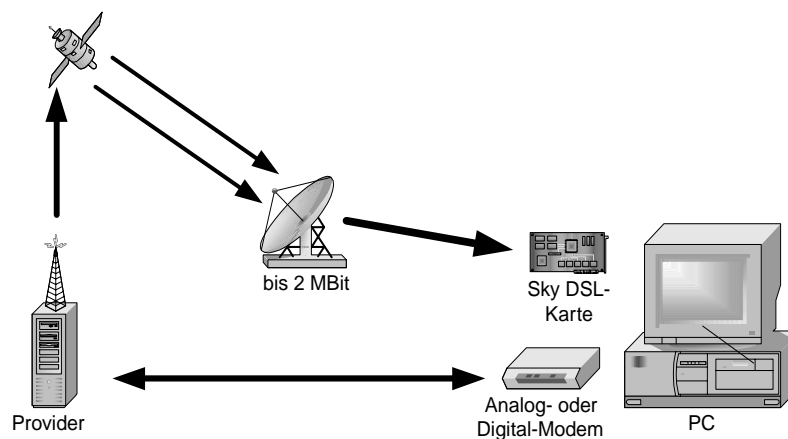 bis 2 MBit
Sky DSL-
Karte
Provider
Analog- oder
Digital-Modem
PC